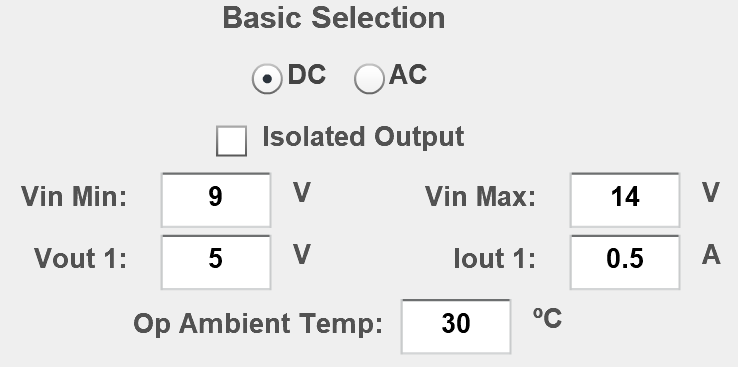 Basic Selection
DC AC
Isolated Output
Vin Min: 9 V Vin Max: 14 V
Vout 1: 5 V Iout 1: 0.5 A
Op Ambient Temp: 30 ºC